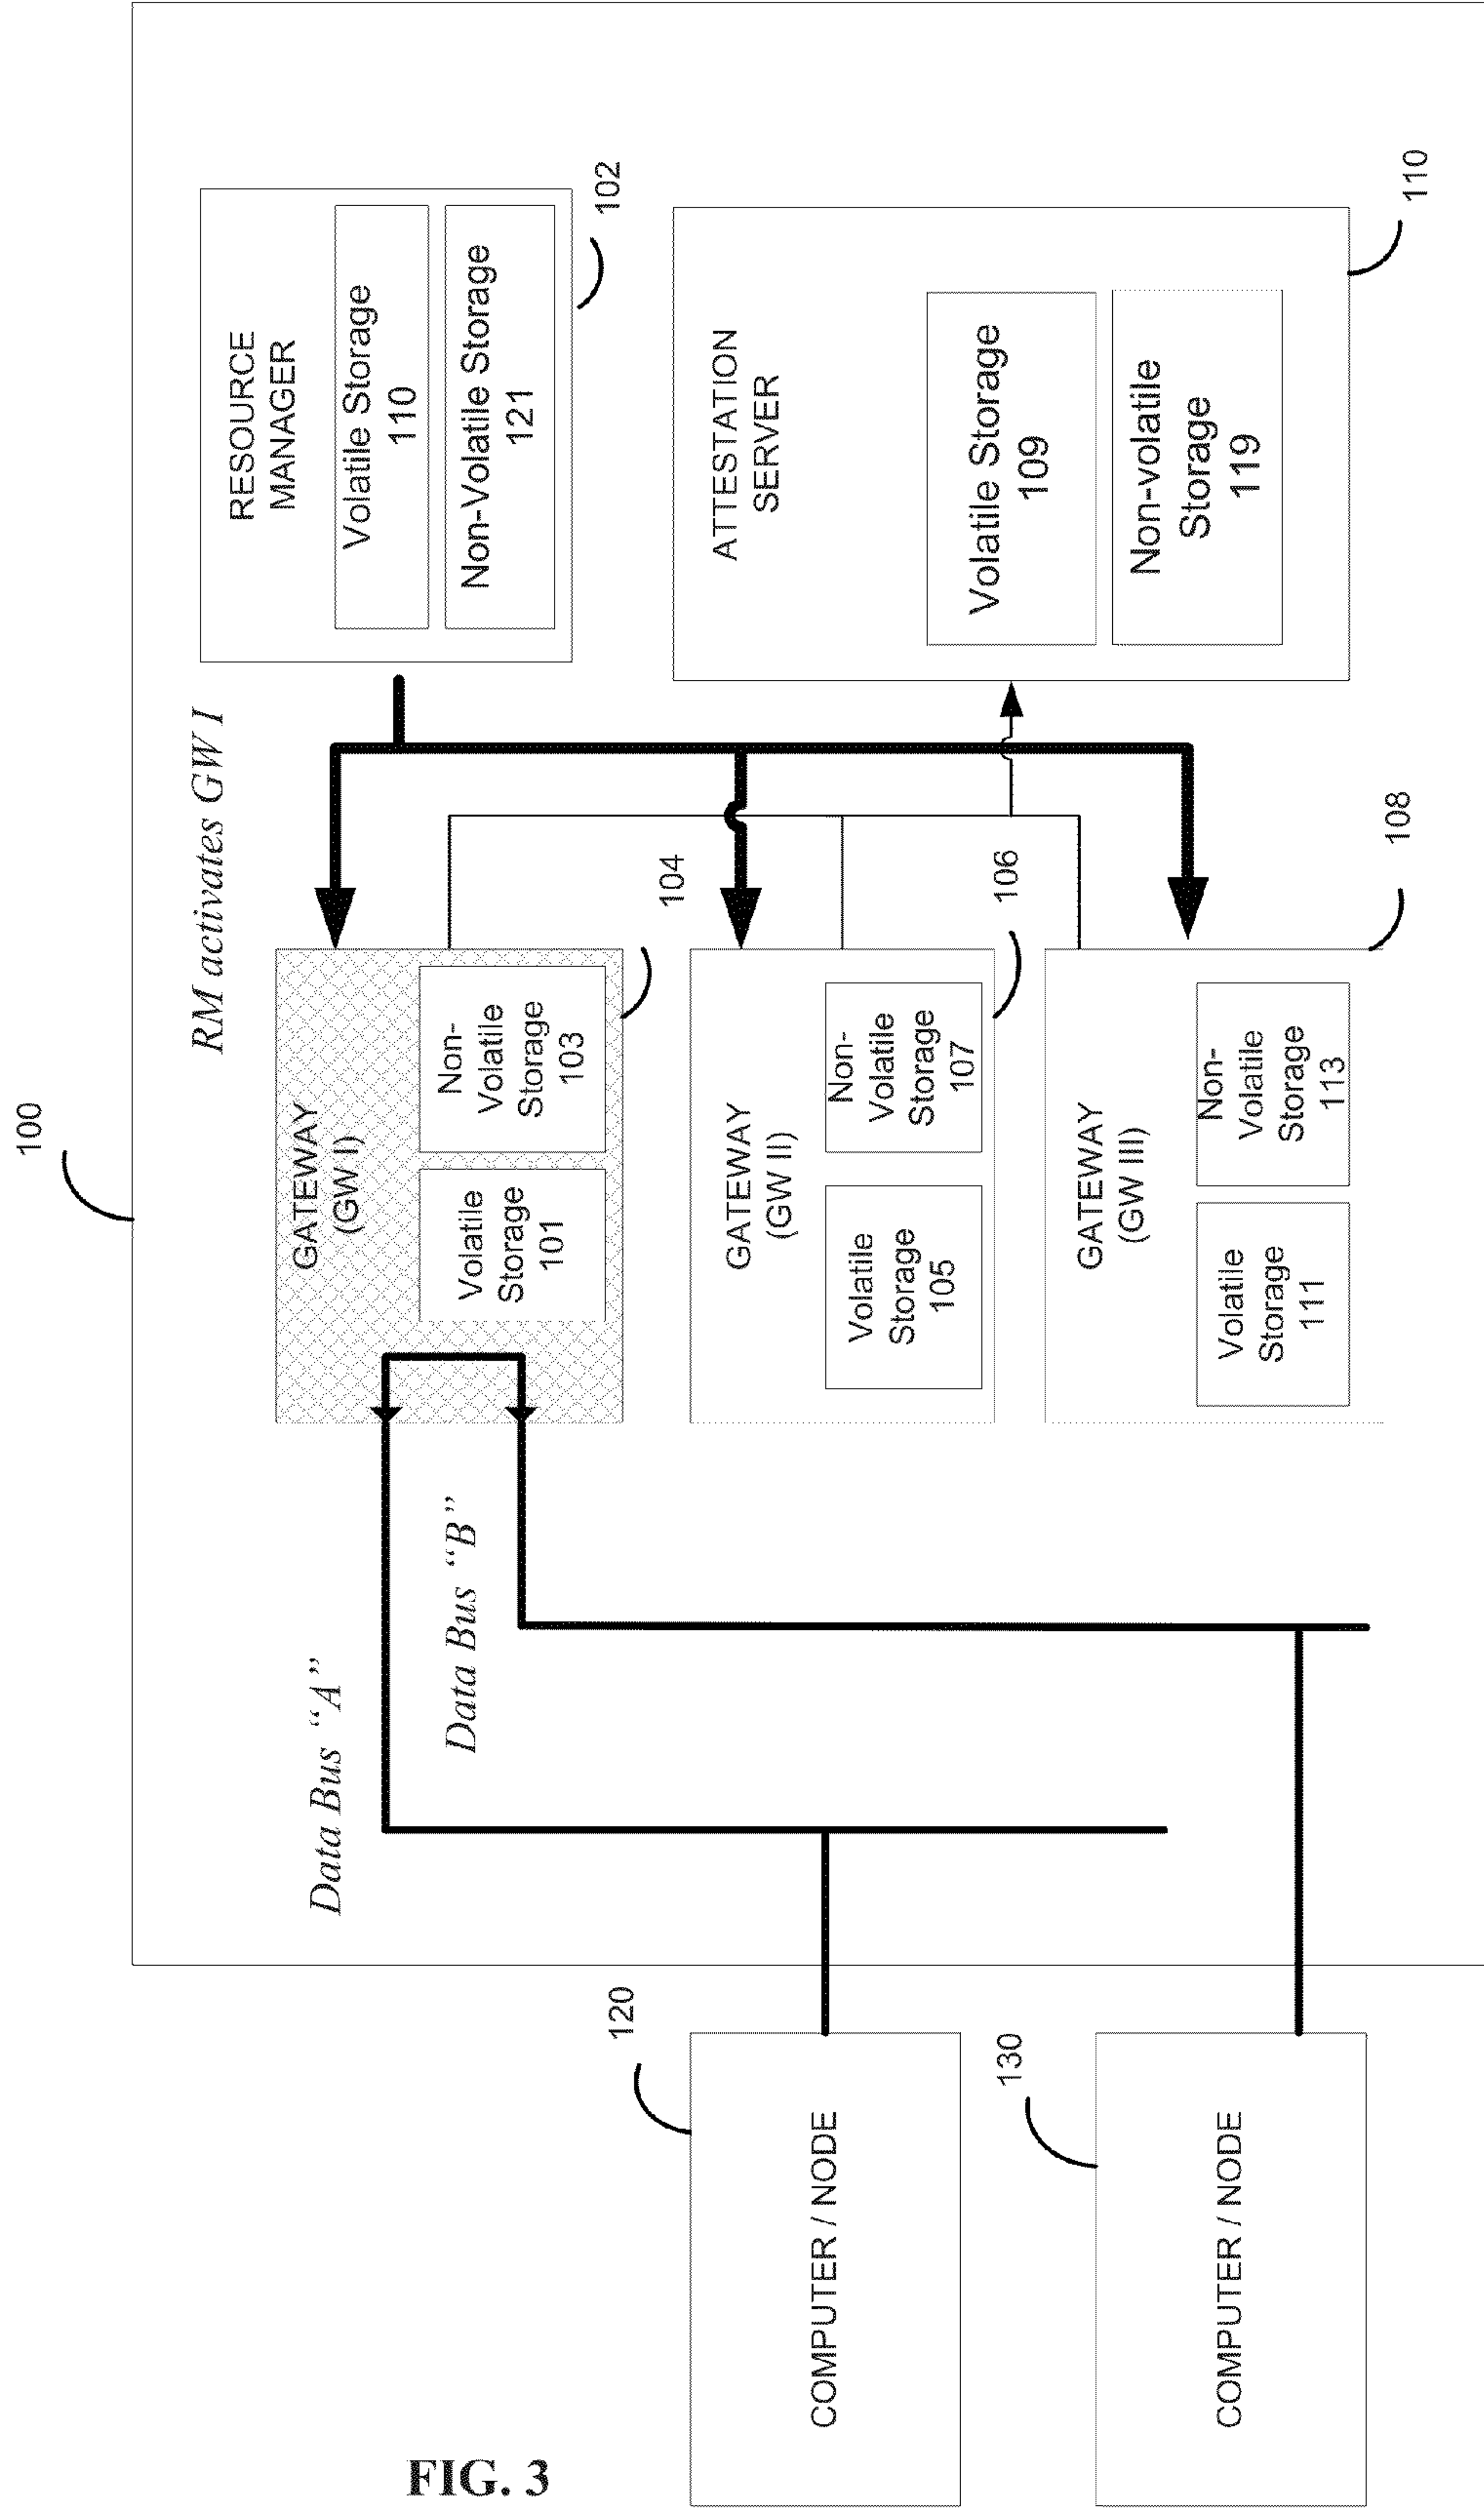 100
RM activates GW I
RESOURCE
MANAGER
Volatile Storage
110
Non-Volatile Storage
121
102
ATTESTATION
SERVER
Volatile Storage
109
Non-volatile
Storage
119
110
GATEWAY
(GW I)
Volatile
Storage
101
Non-
Volatile
Storage
103
104
GATEWAY
(GW II)
Volatile
Storage
105
Non-
Volatile
Storage
107
106
GATEWAY
(GW III)
Volatile
Storage
111
Non-
Volatile
Storage
113
108
Data Bus “A”
Data Bus “B”
120
COMPUTER / NODE
130
COMPUTER / NODE
FIG. 3